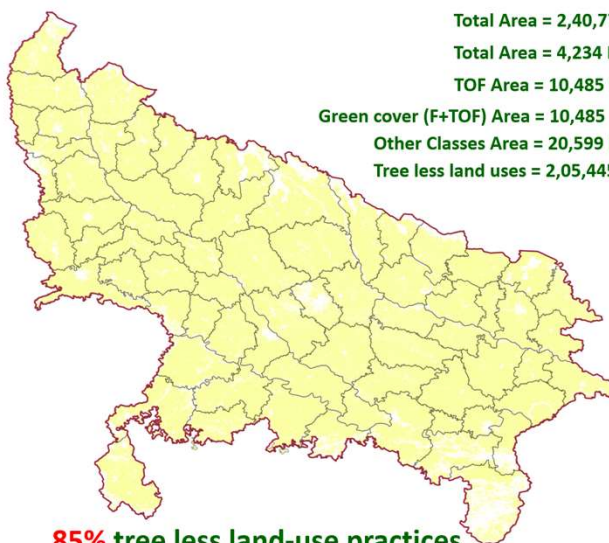 Total Area = 2,40,7
Total Area = 4,234
TOF Area = 10,485
Green cover (F+TOF) Area = 10,485
Other Classes Area = 20,599
Tree less land uses = 2,05,445
85% tree less land-use practices